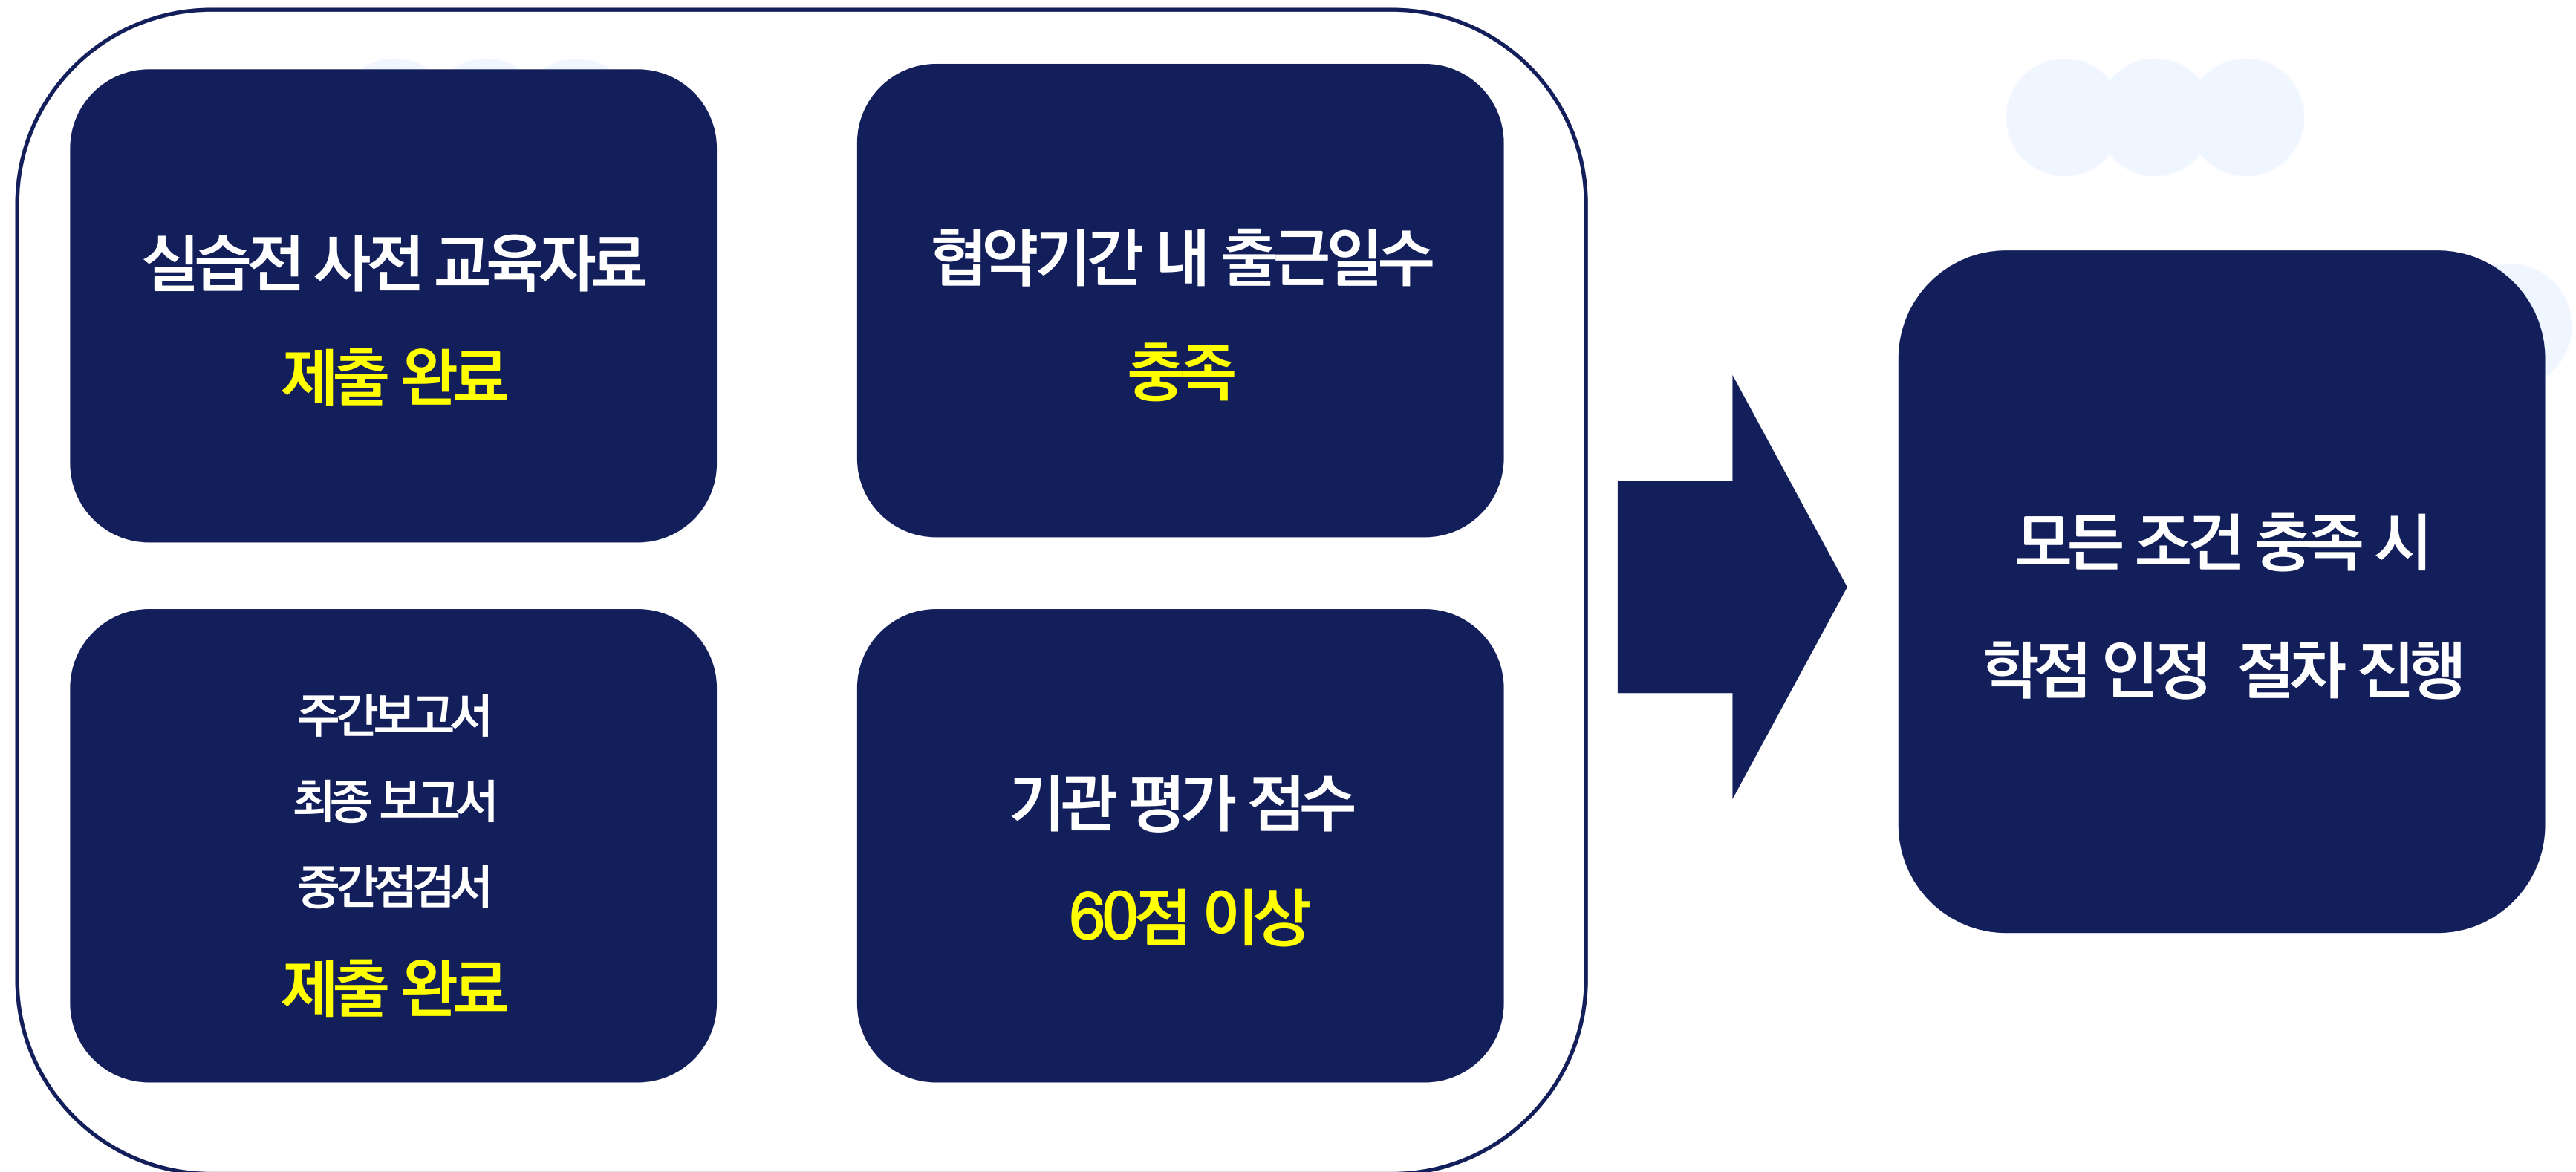 실습전 사전 교육자료
제출 완료
협약기간 내 출근일수
충족
주간보고서
최종 보고서
중간점검서
제출 완료
기관 평가 점수
60점 이상
모든 조건 충족 시
학점 인정 절차 진행